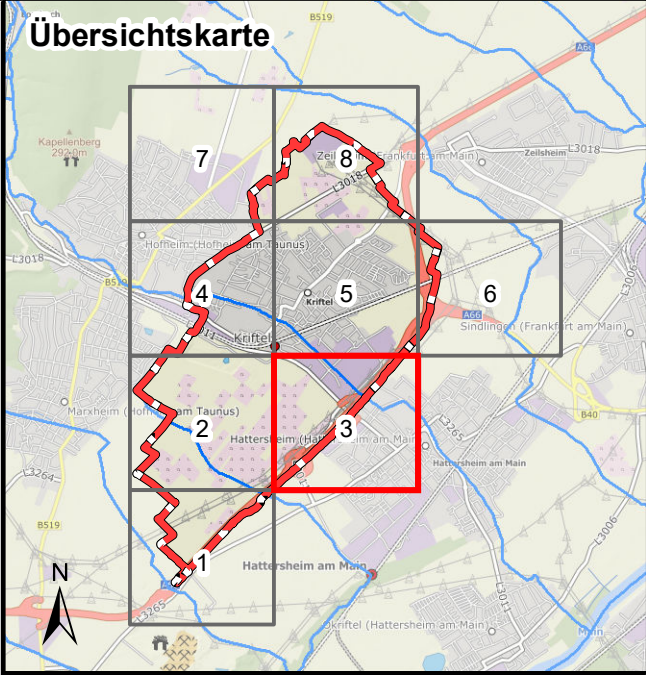 Übersichtskarte
B519
A66
Kapellenberg
292.0m
7
8
Zeilsheim (Frankfurt am Main)
Zeilsheim
L3018
L3018
Hofheim (Hofheim am Taunus)
L3018
L3006
B519
4
5
6
Kriftel
A66
Sindlingen (Frankfurt am Main)
Kriftel
B40
Marxheim (Hofheim am Taunus)
2
Hattersheim (Hattersheim am Main)
3
L3265
L3264
Hattersheim am Main
B519
L3006
N
1
Hattersheim am Main
L3265
L3011
Okriftel (Hattersheim am Main)
Main